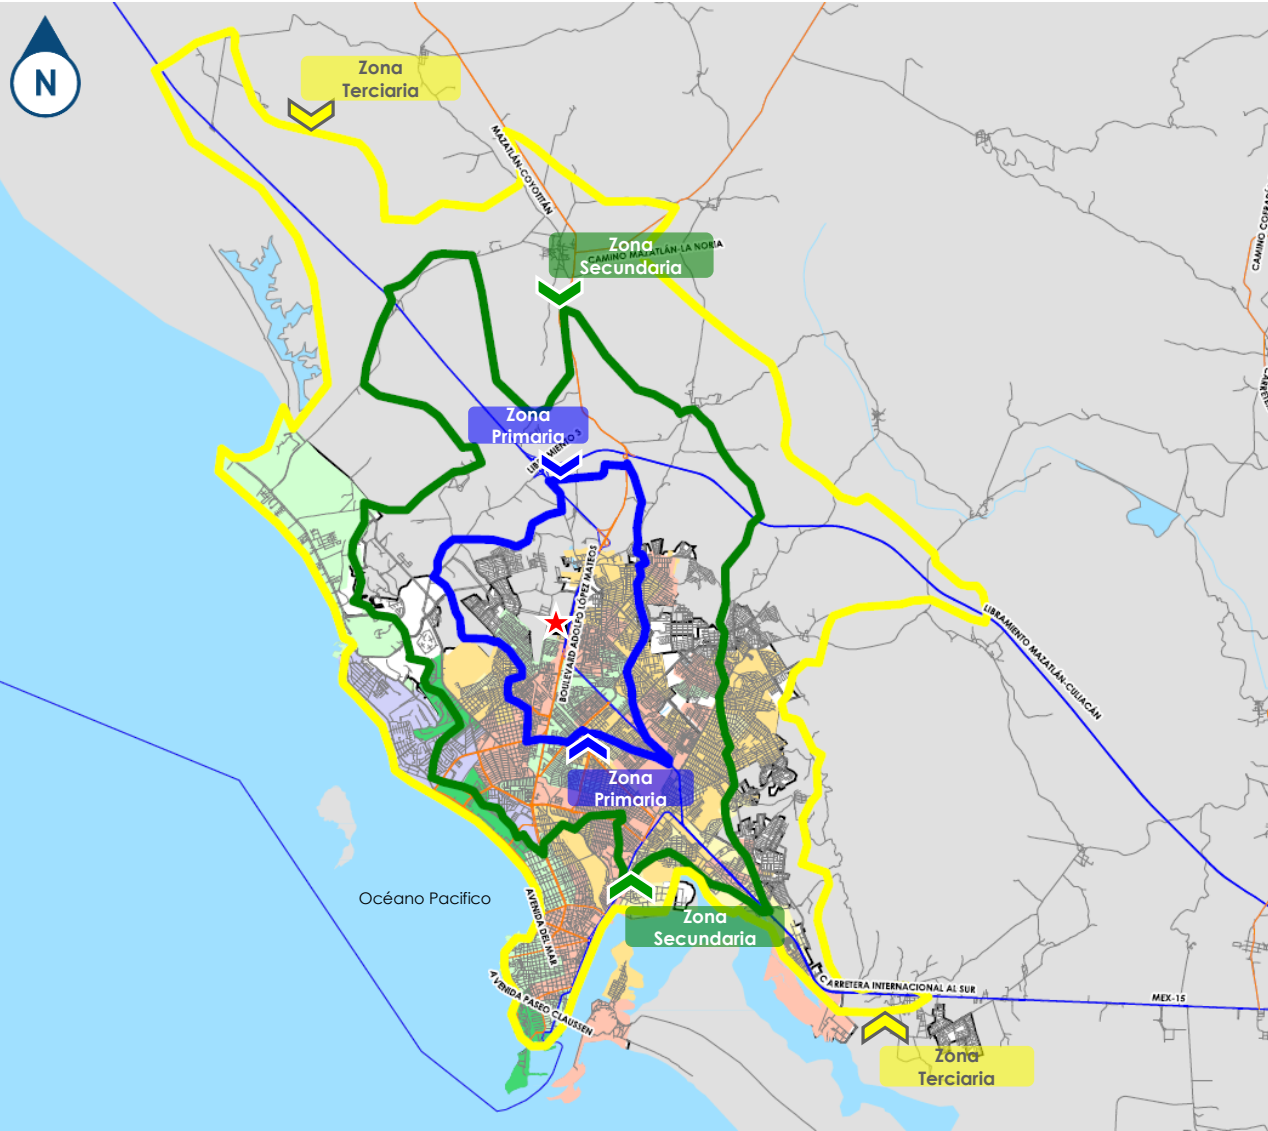 N
Zona
Terciaria
MAZATLÁN-COYOTITÁN
Zona
Secundaria
CAMINO MAZATLÁN-LA NORIA
Zona
Primaria
BOULEVARD ADOLFO LÓPEZ MATEOS
LIBRAMIENTO MAZATLÁN-CULIACÁN
Zona
Primaria
Océano Pacifico
AVENIDA DEL MAR
Zona
Secundaria
AVENIDA PASEO CLAUSSEN
CARRETERA INTERNACIONAL AL SUR
MEX-15
Zona
Terciaria